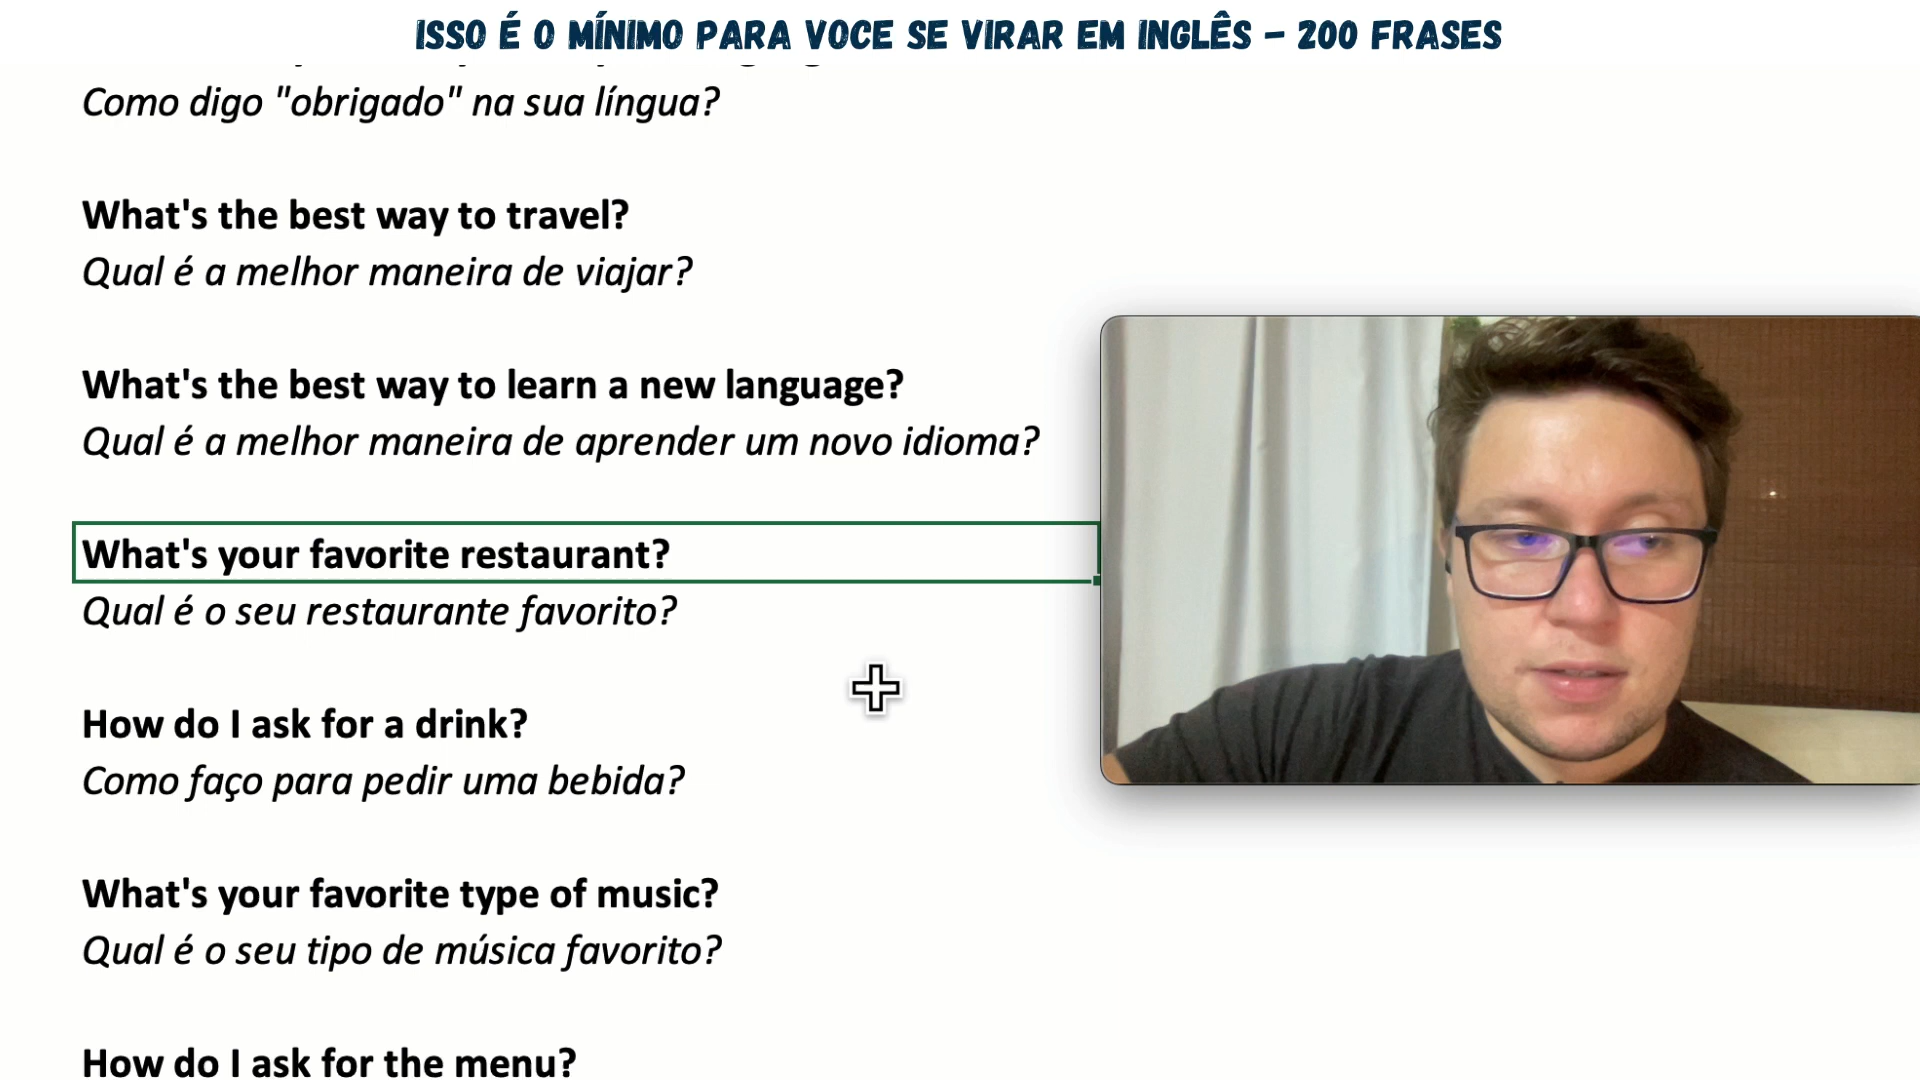 ISSO É O MÍNIMO PARA VOCE SE VIRAR EM INGLÊS – 200 FRASES
Como digo "obrigado" na sua língua?
What's the best way to travel?
Qual é a melhor maneira de viajar?
What's the best way to learn a new language?
Qual é a melhor maneira de aprender um novo idioma?
What's your favorite restaurant?
Qual é o seu restaurante favorito?
How do I ask for a drink?
Como faço para pedir uma bebida?
What's your favorite type of music?
Qual é o seu tipo de música favorito?
How do I ask for the menu?